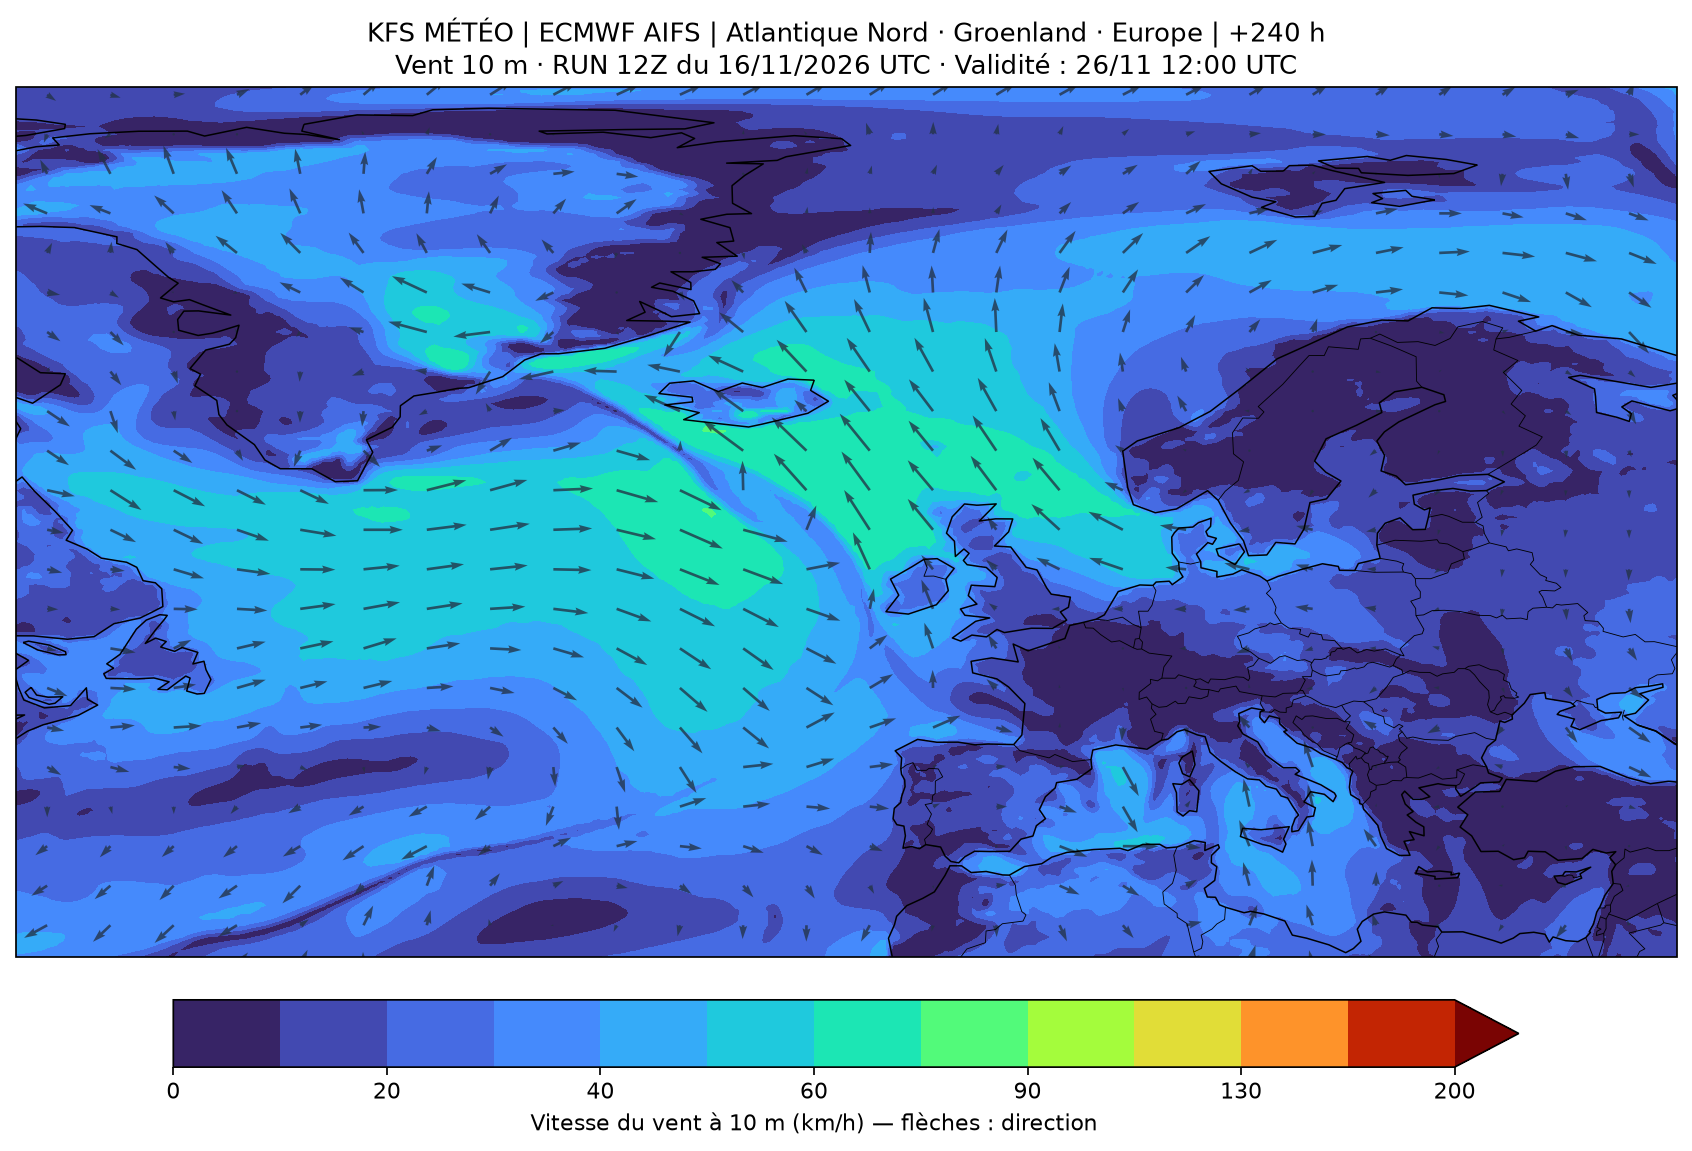 KFS MÉTÉO | ECMWF AIFS | Atlantique Nord · Groenland · Europe | +240 h
Vent 10 m · RUN 12Z du 16/11/2026 UTC · Validité : 26/11 12:00 UTC
0 20 40 60 90 130 200
Vitesse du vent à 10 m (km/h) — flèches : direction